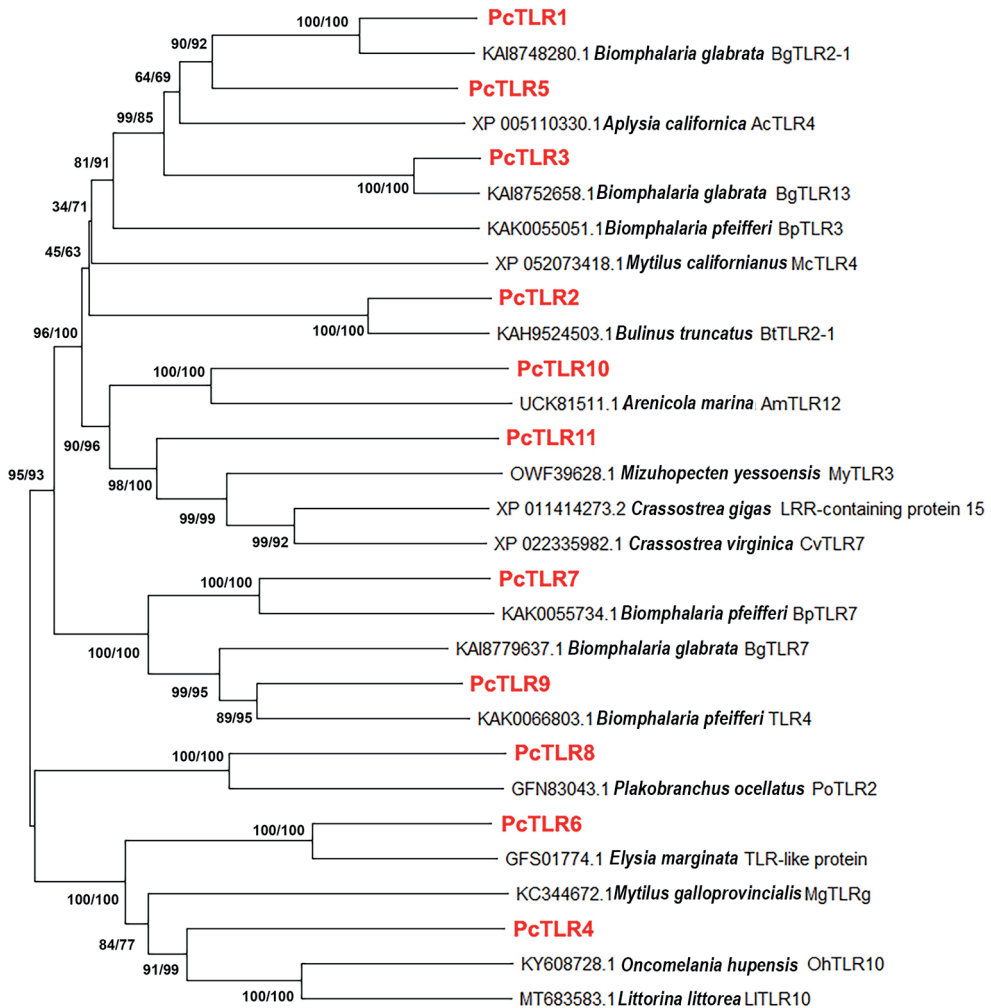 100/100
PcTLR1
90/92
KAI8748280.1 Biomphalaria glabrata BgTLR2-1
64/69
PcTLR5
99/85
XP 005110330.1 Aplysia californica AcTLR4
81/91
PcTLR3
100/100
KAI8752658.1 Biomphalaria glabrata BgTLR13
34/71
KAK0055051.1 Biomphalaria pfeifferi BpTLR3
45/63
XP 052073418.1 Mytilus californianus McTLR4
PcTLR2
96/100
100/100
KAH9524503.1 Bulinus truncatus BtTLR2-1
100/100
PcTLR10
UCK81511.1 Arenicola marina AmTLR12
90/96
PcTLR11
95/93
98/100
OWF39628.1 Mizuhopecten yessoensis MyTLR3
99/99
XP 011414273.2 Crassostrea gigas LRR-containing protein 15
99/92
XP 022335982.1 Crassostrea virginica CvTLR7
100/100
PcTLR7
KAK0055734.1 Biomphalaria pfeifferi BpTLR7
100/100
KAI8779637.1 Biomphalaria glabrata BgTLR7
99/95
PcTLR9
89/95
KAK0066803.1 Biomphalaria pfeifferi TLR4
100/100
PcTLR8
GFN83043.1 Plakobranchus ocellatus PoTLR2
100/100
PcTLR6
GFS01774.1 Elysia marginata TLR-like protein
100/100
KC344672.1 Mytilus galloprovincialis MgTLRg
84/77
PcTLR4
91/99
KY608728.1 Oncomelania hupensis OhTLR10
100/100
MT683583.1 Littorina littorea LITLR10